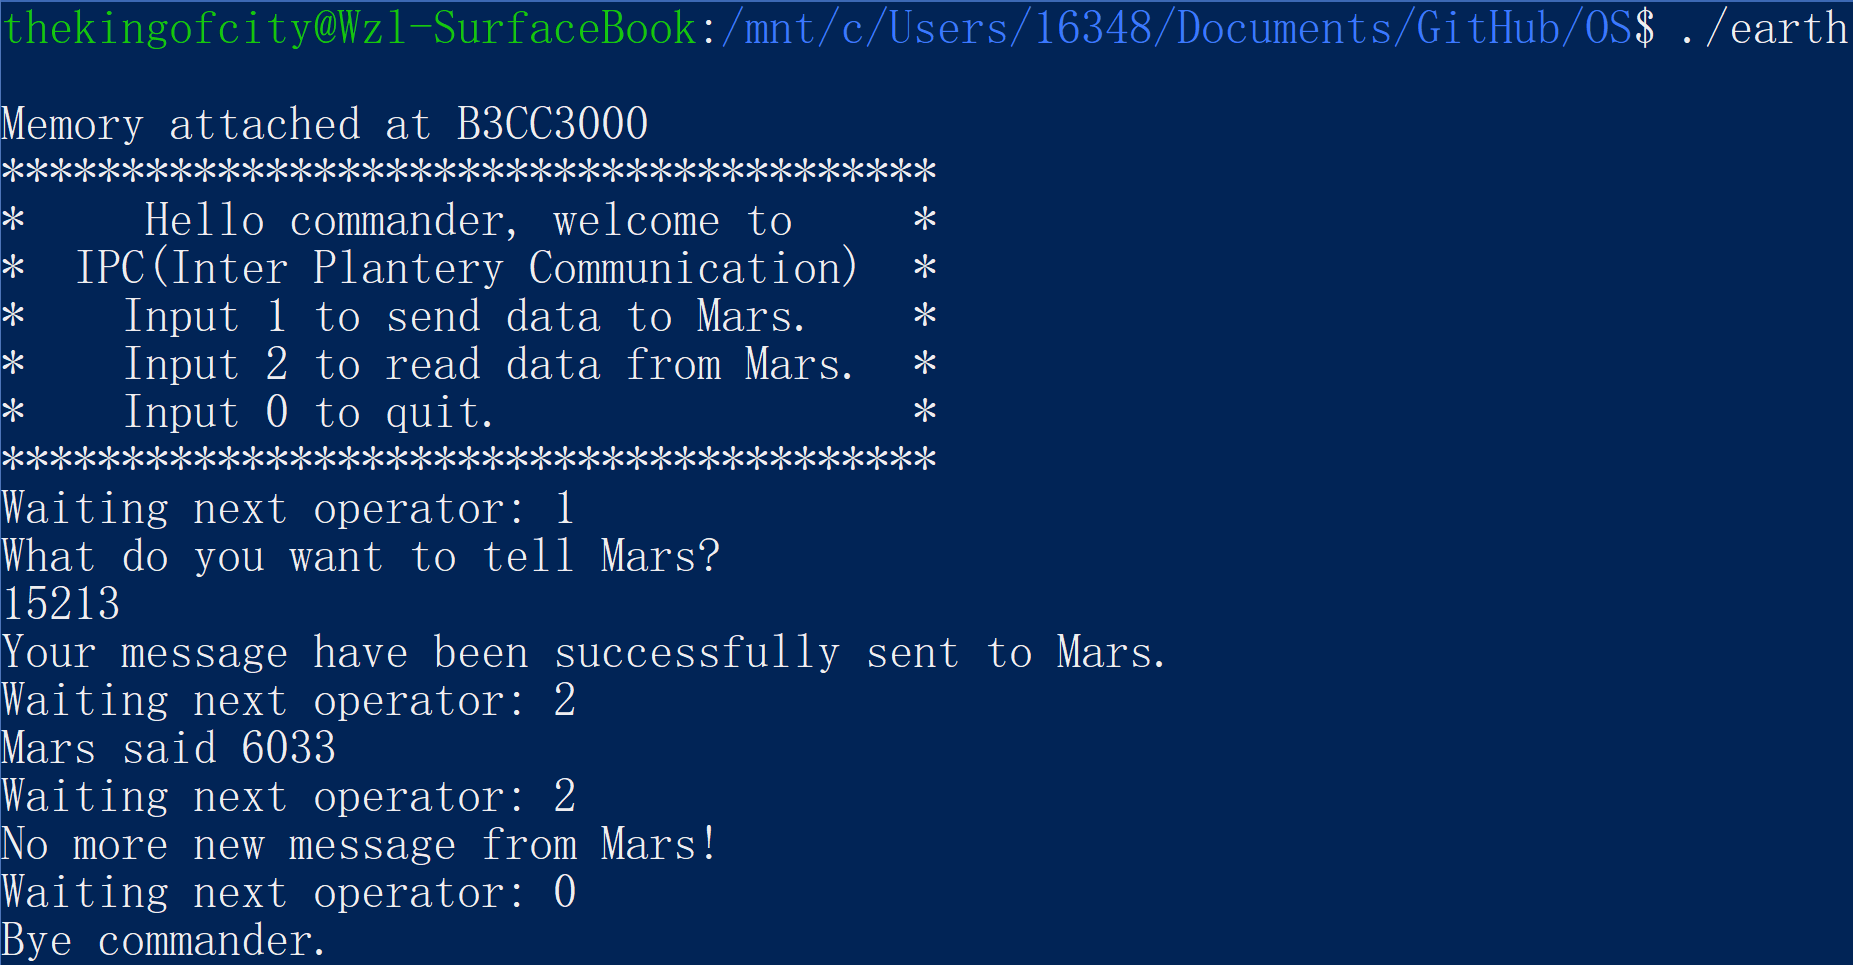 thekingofcity@Wzl-SurfaceBook:/mnt/c/Users/16348/Documents/GitHub/OS$ ./earth
Memory attached at B3CC3000
***************************************
*     Hello commander, welcome to     *
*  IPC(Inter Plantery Communication)  *
*    Input 1 to send data to Mars.    *
*    Input 2 to read data from Mars.  *
*    Input 0 to quit.                 *
***************************************
Waiting next operator: 1
What do you want to tell Mars?
15213
Your message have been successfully sent to Mars.
Waiting next operator: 2
Mars said 6033
Waiting next operator: 2
No more new message from Mars!
Waiting next operator: 0
Bye commander.